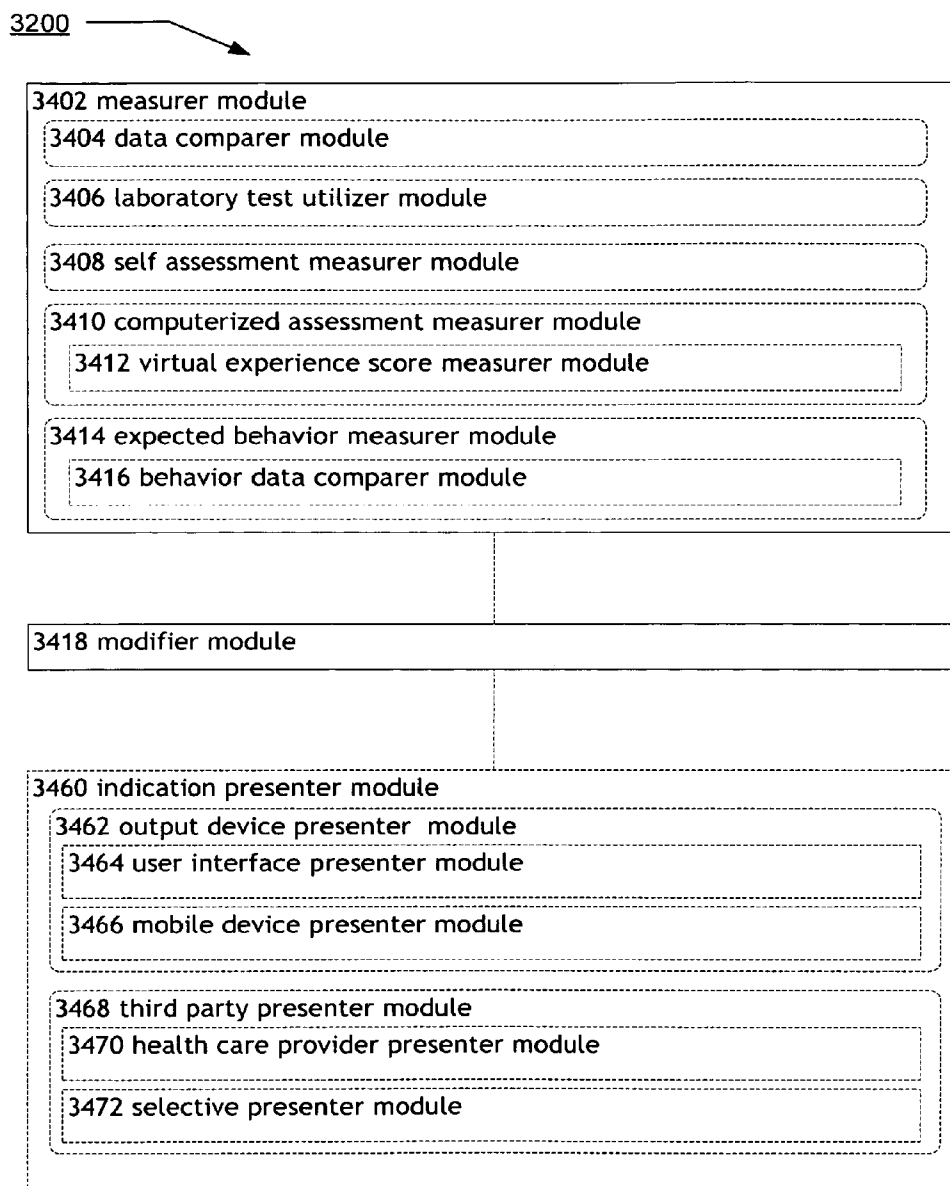 3200
3402 measurer module
3404 data comparer module
3406 laboratory test utilizer module
3408 self assessment measurer module
3410 computerized assessment measurer module
3412 virtual experience score measurer module
3414 expected behavior measurer module
3416 behavior data comparer module
3418 modifier module
3460 indication presenter module
3462 output device presenter module
3464 user interface presenter module
3466 mobile device presenter module
3468 third party presenter module
3470 health care provider presenter module
3472 selective presenter module